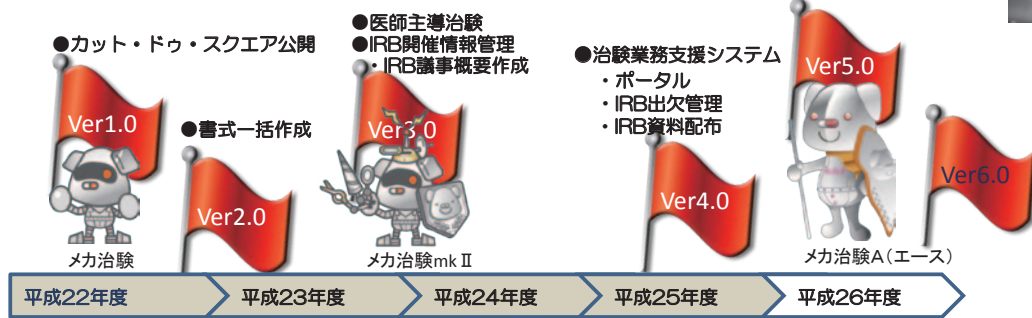 ●カット・ドゥ・スクエア公開
Ver1.0
メカ治験
●書式一括作成
Ver2.0
●医師主導治験
●IRB開催情報管理
・IRB議事概要作成
Ver3.0
メカ治験mkⅡ
●治験業務支援システム
・ポータル
・IRB出欠管理
・IRB資料配布
Ver4.0
Ver5.0
メカ治験A(エース)
Ver6.0
平成22年度
平成23年度
平成24年度
平成25年度
平成26年度